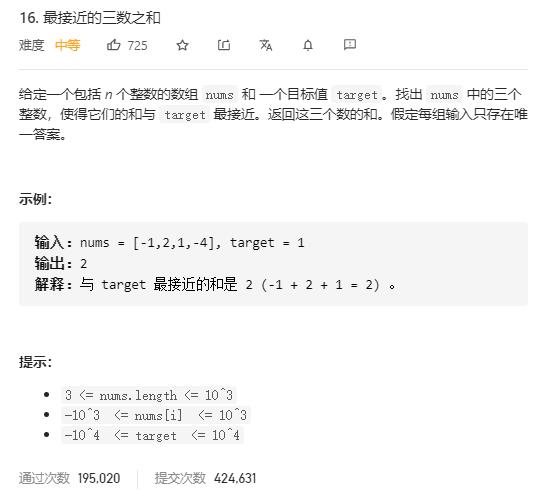 16. 最接近的三数之和
难度 中等 725
给定一个包括 n 个整数的数组 nums 和 一个目标值 target。找出 nums 中的三个
整数，使得它们的和与 target 最接近。返回这三个数的和。假定每组输入只存在唯
一答案。
示例：
输入：nums = [-1,2,1,-4], target = 1
输出：2
解释：与 target 最接近的和是 2 (-1 + 2 + 1 = 2) 。
提示：
3 <= nums.length <= 10^3
-10^3 <= nums[i] <= 10^3
-10^4 <= target <= 10^4
通过次数 195,020 提交次数 424,631